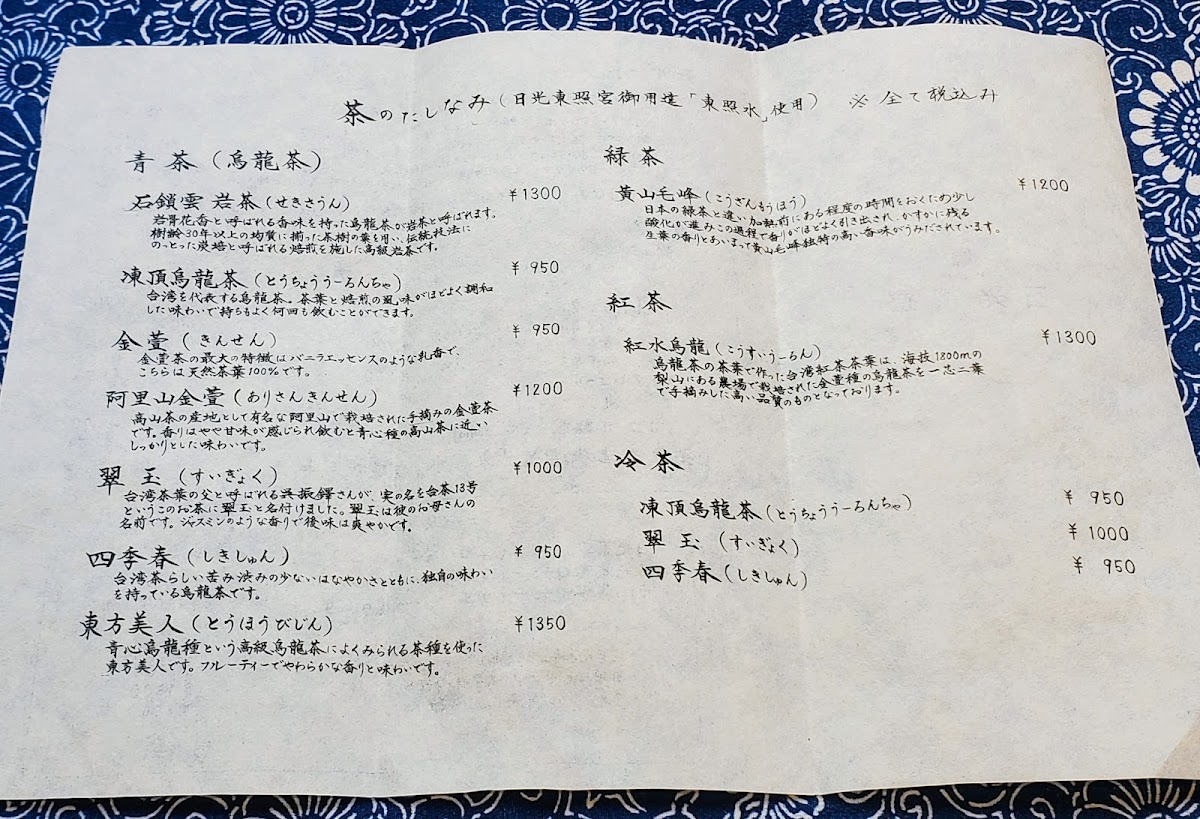 茶のたしなみ(日光東照宮御用達「東照水」使用) ※全て税込み
青茶(烏龍茶)
石鎖雲岩茶(せきさうん) ¥1300
岩骨花香と呼ばれる香味を持った烏龍茶が岩茶と呼ばれます。
樹齢30年以上の均質に揃った茶樹の葉を用い、伝統技法に
のっとった炭焙と呼ばれる焙煎を施した高級岩茶です。
凍頂烏龍茶(とうちょううーろんちゃ) ¥950
台湾を代表する烏龍茶。茶葉と焙煎の風味がほどよく調和
した味わいで持ちもよく何回も飲むことができます。
金萱(きんせん) ¥950
金萱茶の最大の特徴はバニラエッセンスのような乳香で、
こちらは天然茶葉100%です。
阿里山金萱(ありさんきんせん) ¥1200
高山茶の産地として有名な阿里山で栽培された手摘みの金萱茶
です。香りはやや甘味が感じられ飲むと青心種の高山茶に近い
しっかりとした味わいです。
翠玉(すいぎょく) ¥1000
台湾茶葉の父と呼ばれる呉振鐸さんが、実の名を台茶13号
というこのお茶に翠玉と名付けました。翠玉は彼のお母さんの
名前です。ジャスミンのような香りで後味は爽やかです。
四季春(しきしゅん) ¥950
台湾茶らしい苦み渋みの少ないはなやかさとともに、独自の味わい
を持っている烏龍茶です。
東方美人(とうほうびじん) ¥1350
青心烏龍種という高級烏龍茶によくみられる茶種を使った
東方美人です。フルーティーでやわらかな香りと味わいです。
緑茶
黄山毛峰(こうざんもうほう) ¥1200
日本の緑茶と違い加熱前にある程度の時間をおくため少し
酸化が進みこの過程で香りがほどよく引き出され、かすかに残る
生葉の香りとあいまって黄山毛峰独特の高い香味がうみだされています。
紅茶
紅水烏龍(こうすいうーろん) ¥1300
烏龍茶の茶葉で作った台湾紅茶茶葉は、海抜1800mの
梨山にある農場で栽培された金萱種の烏龍茶を一芯二葉
で手摘みした高い品質のものとなっております。
冷茶
凍頂烏龍茶(とうちょううーろんちゃ) ¥950
翠玉(すいぎょく) ¥1000
四季春(しきしゅん) ¥950